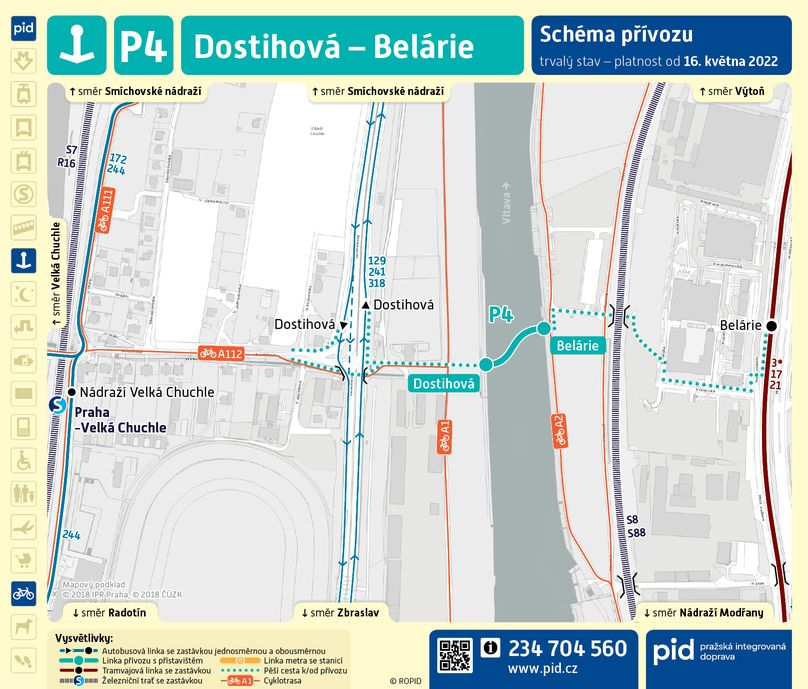 pid
P4
Dostihová – Belárie
Schéma přívozu
trvalý stav – platnost od 16. května 2022
↑ směr Smíchovské nádraží
↑ směr Smíchovské nádraží
↑ směr Výtoň
S7
R16
172
244
A111
↑ směr Velká Chuchle
Vltava →
129
241
318
Dostihová
Dostihová
P4
Belárie
Belárie
A112
Dostihová
3*
17
21
Nádraží Velká Chuchle
S
Praha
-Velká Chuchle
A1
A2
S8
S88
244
Mapový podklad:
© 2018 IPR Praha, © 2018 ČÚZK
↓ směr Radotín
↓ směr Zbraslav
↓ směr Nádraží Modřany
Vysvětlivky:
Autobusová linka se zastávkou jednosměrnou a obousměrnou
Linka přívozu s přístavištěm
Linka metra se stanicí
Tramvajová linka se zastávkou
Pěší cesta k/od přívozu
S Železniční trať se zastávkou
A1 Cyklotrasa
© ROPID
234 704 560
www.pid.cz
pid pražská integrovaná
doprava